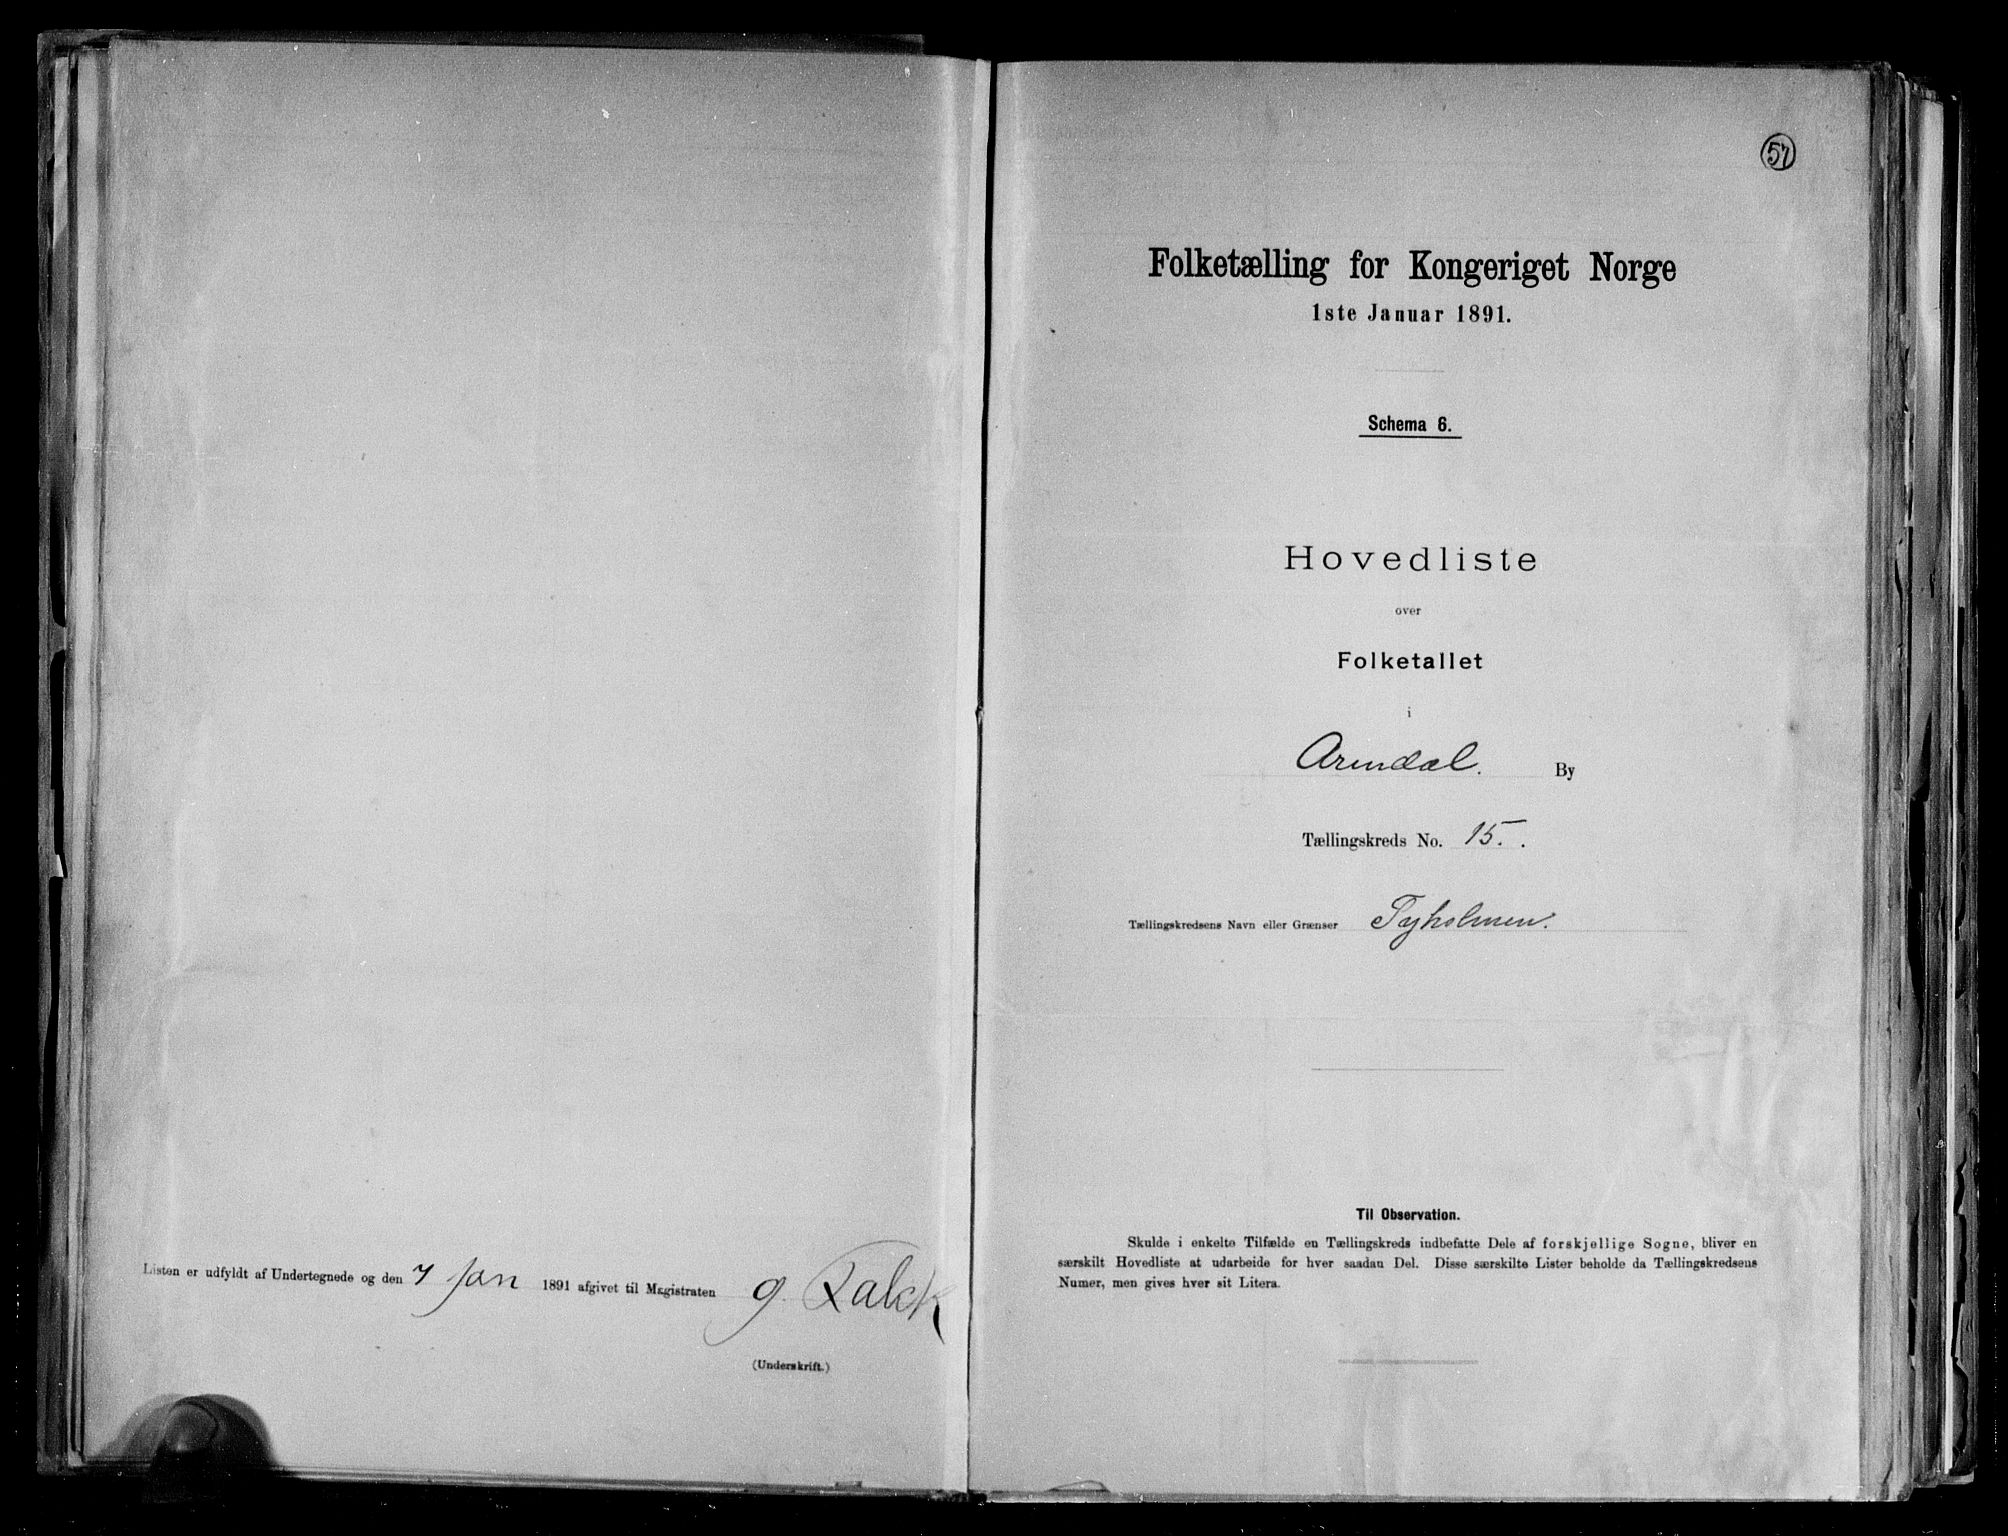 Listen er udfyldt af Undertegnede og den 7 Jan 1891 afgivet til Magistraten G. Falck
(Underskrift.)
57
Folketælling for Kongeriget Norge
1ste Januar 1891.
Schema 6.
Hovedliste
over
Folketallet
i
Arendal. By
Tællingskreds No. 15.
Tællingskredsens Navn eller Grænser Tyholmen.
Til Observation.
Skulde i enkelte Tilfælde en Tællingskreds indbefatte Dele af forskjellige Sogne, bliver en
særskilt Hovedliste at udarbeide for hver saadan Del. Disse særskilte Lister beholde da Tællingskredsens
Numer, men gives hver sit Litera.